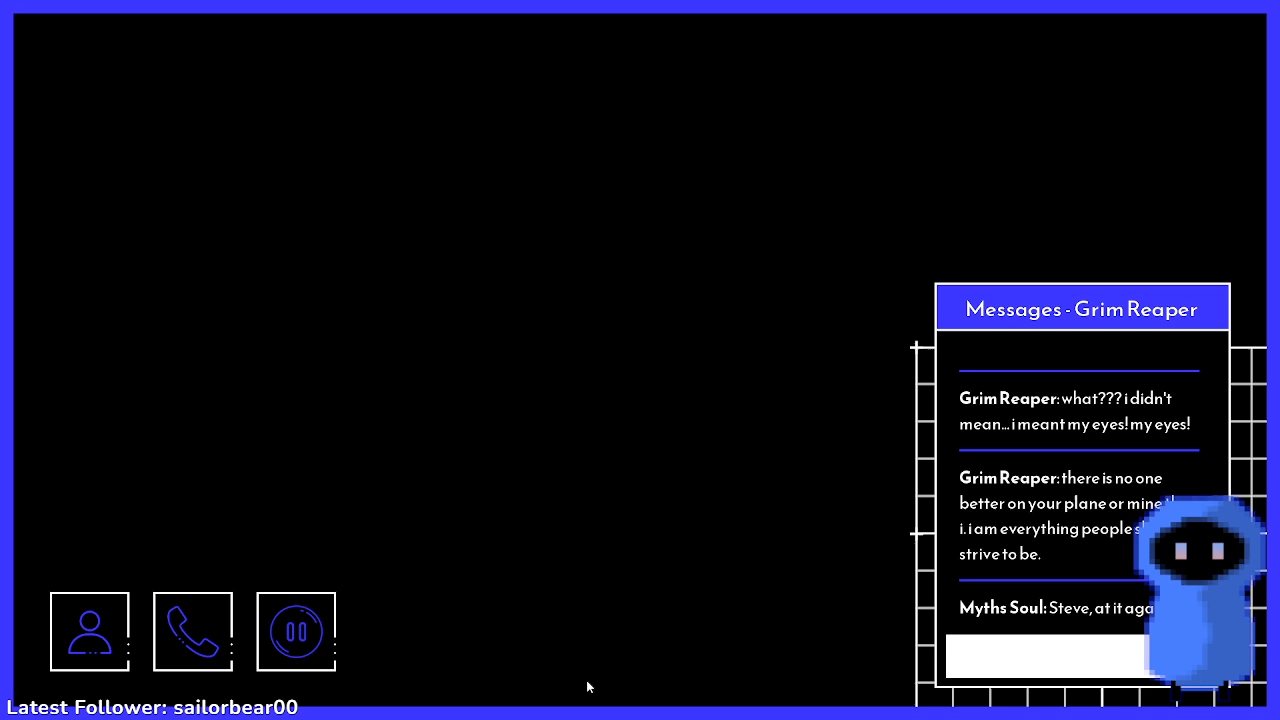 Messages - Grim Reaper
Grim Reaper: what??? i didn't
mean... i meant my eyes! my eyes!
Grim Reaper: there is no one
better on your plane or mine
i. i am everything people
strive to be.
Myths Soul: Steve, at it
Latest Follower: sailorbear00